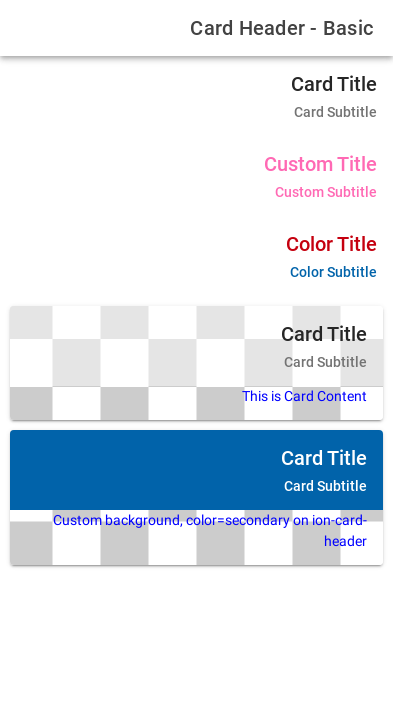 Card Header - Basic
Card Title
Card Subtitle
Custom Title
Custom Subtitle
Color Title
Color Subtitle
Card Title
Card Subtitle
This is Card Content
Card Title
Card Subtitle
Custom background, color=secondary on ion-card-
header